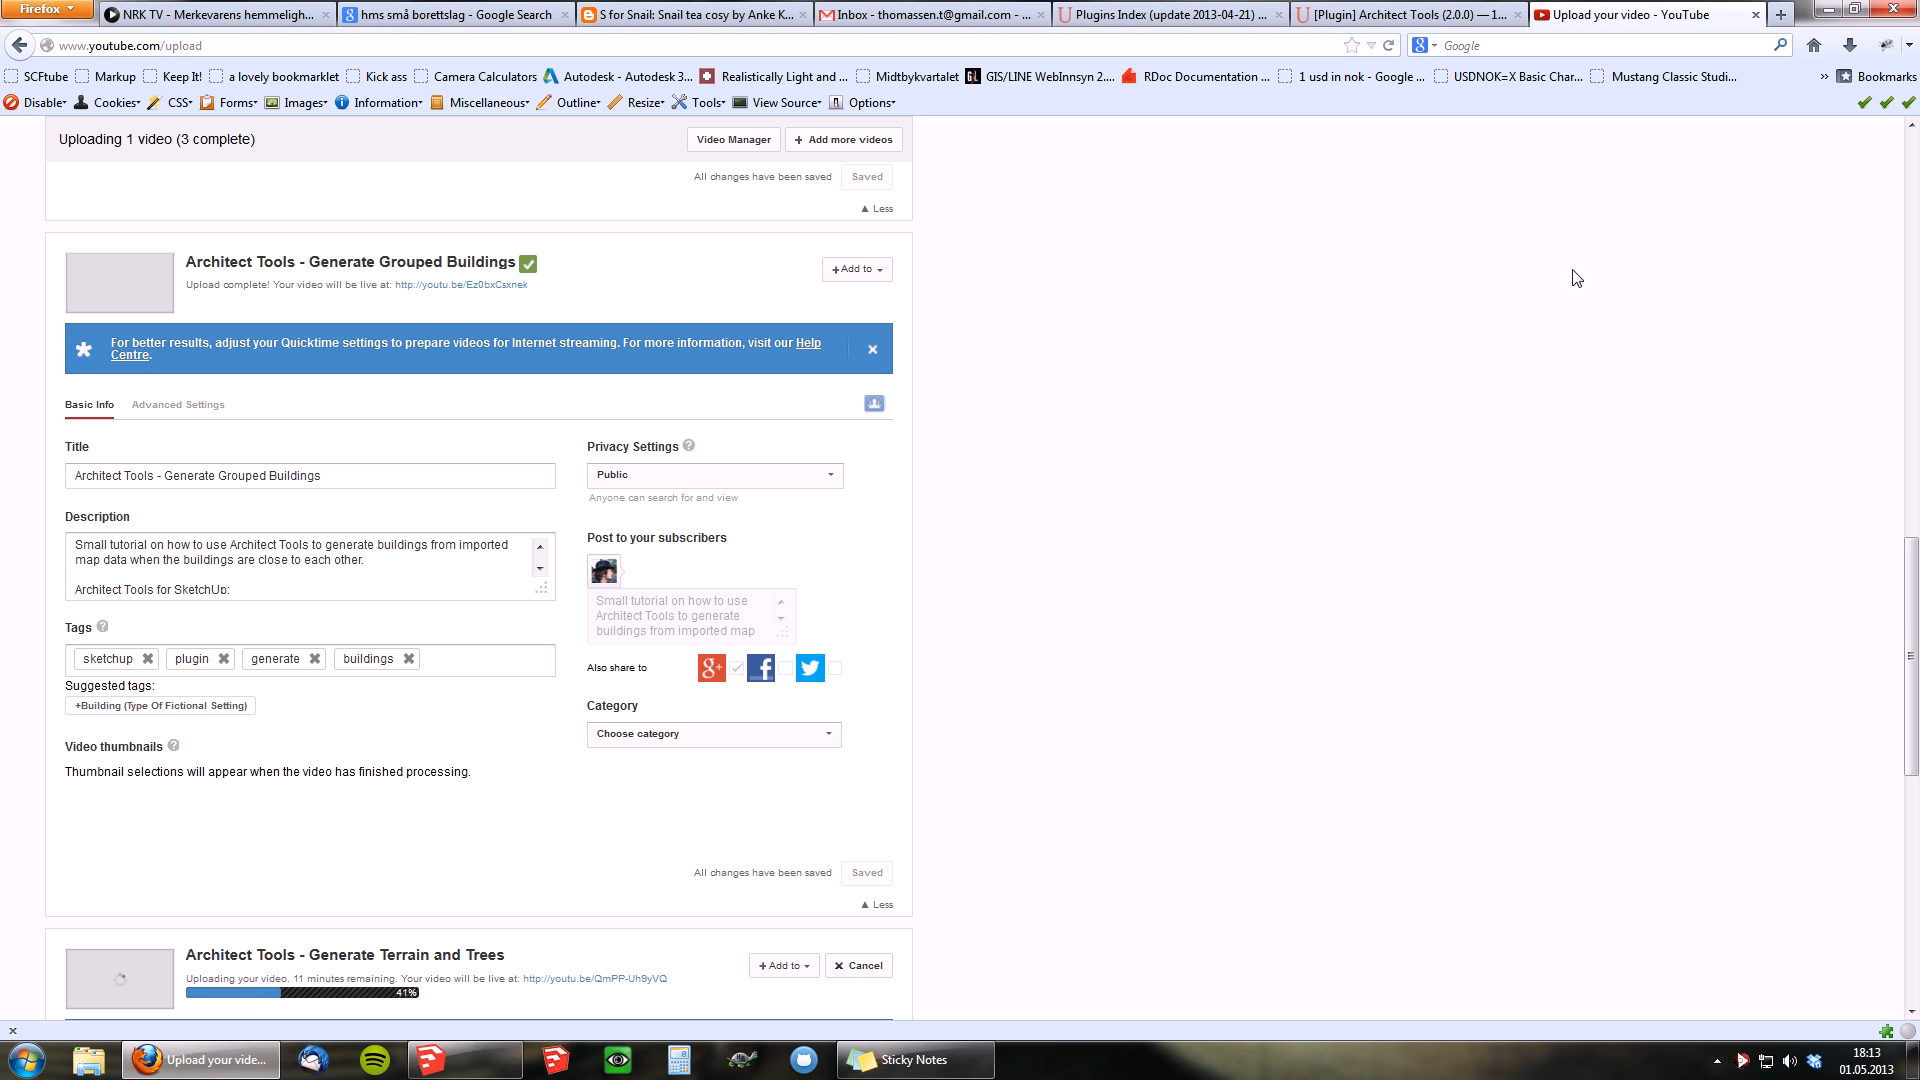 Firefox
NRK TV - Merkevarens hemmeligh...
hms små borettslag - Google Search
S for Snail: Snail tea cosy by Anke K...
Inbox - thomassen.t@gmail.com - ...
Plugins Index (update 2013-04-21) ...
[Plugin] Architect Tools (2.0.0) — 1...
Upload your video - YouTube
www.youtube.com/upload
Google
SCFtube
Markup
Keep It!
a lovely bookmarklet
Kick ass
Camera Calculators
Autodesk - Autodesk 3...
Realistically Light and ...
Midtbykvartalet
GIS/LINE WebInnsyn 2....
RDoc Documentation ...
1 usd in nok - Google ...
USDNOK=X Basic Char...
Mustang Classic Studi...
»
Bookmarks
Disable
Cookies
CSS
Forms
Images
Information
Miscellaneous
Outline
Resize
Tools
View Source
Options
Uploading 1 video (3 complete)
Video Manager
+ Add more videos
All changes have been saved
Saved
▲ Less
Architect Tools - Generate Grouped Buildings
+Add to
Upload complete! Your video will be live at: http://youtu.be/Ez0bxCsxnek
For better results, adjust your Quicktime settings to prepare videos for Internet streaming. For more information, visit our Help
Centre.
Basic Info
Advanced Settings
Title
Architect Tools - Generate Grouped Buildings
Description
Small tutorial on how to use Architect Tools to generate buildings from imported
map data when the buildings are close to each other.
Architect Tools for SketchUp:
Tags
sketchup
plugin
generate
buildings
Suggested tags:
+Building (Type Of Fictional Setting)
Video thumbnails
Thumbnail selections will appear when the video has finished processing.
Privacy Settings
Public
Anyone can search for and view
Post to your subscribers
Small tutorial on how to use
Architect Tools to generate
buildings from imported map
Also share to
Category
Choose category
All changes have been saved
Saved
▲ Less
Architect Tools - Generate Terrain and Trees
+ Add to
Cancel
Uploading your video. 11 minutes remaining. Your video will be live at: http://youtu.be/QmPP-Uh9yVQ
41%
Upload your vide...
Sticky Notes
18:13
01.05.2013